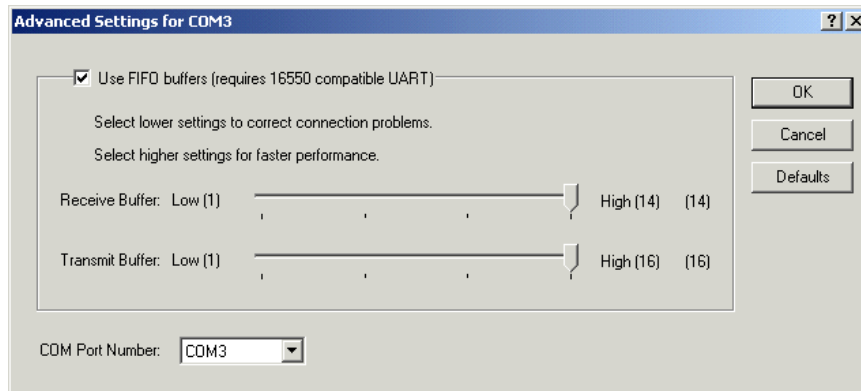 Advanced Settings for COM3
Use FIFO buffers (requires 16550 compatible UART)
OK
Select lower settings to correct connection problems.
Cancel
Select higher settings for faster performance.
Defaults
Receive Buffer: Low (1) High (14) (14)
Transmit Buffer: Low (1) High (16) (16)
COM Port Number: COM3